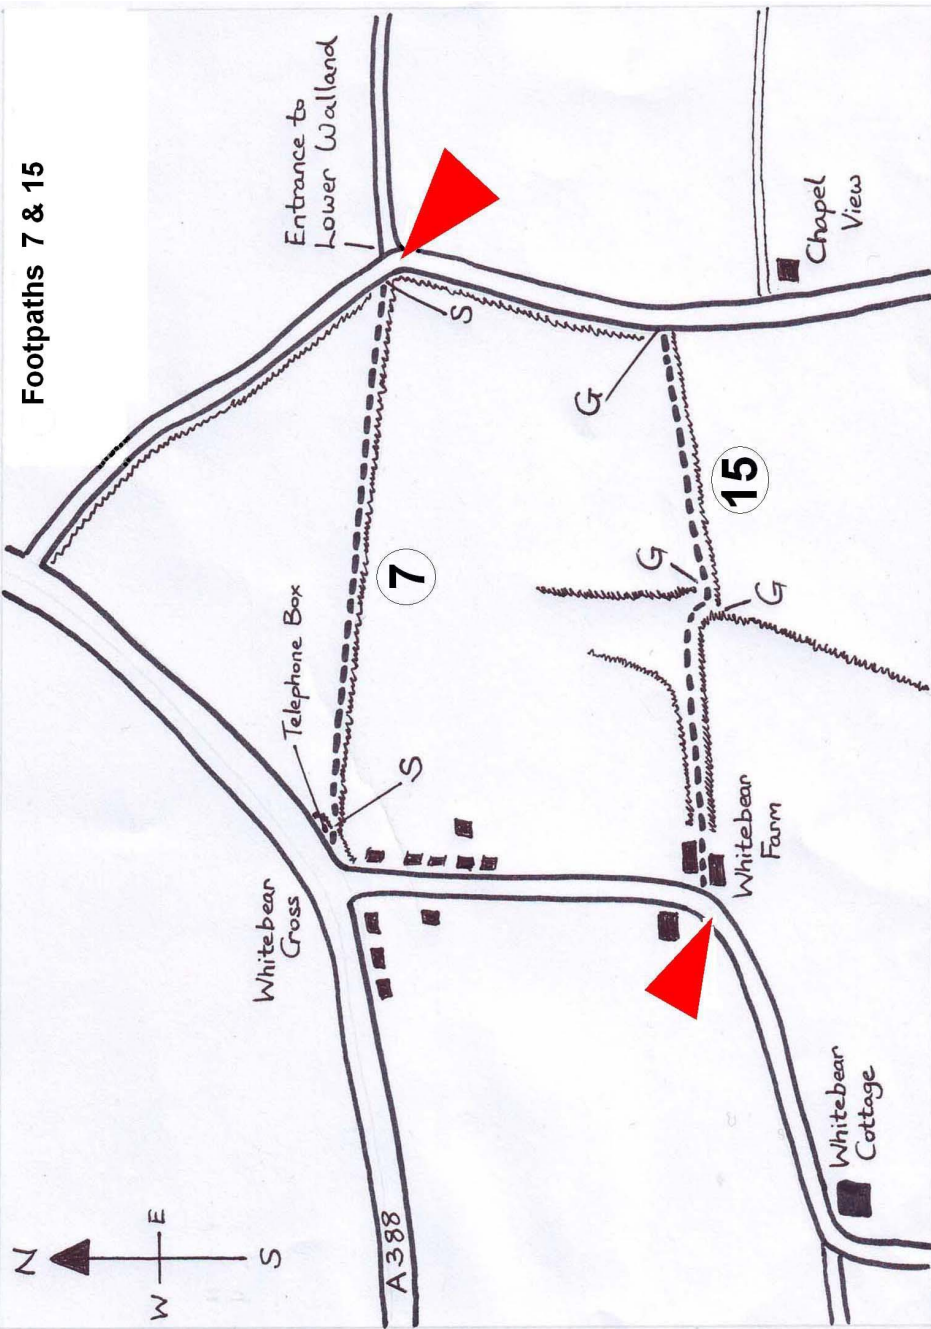 Footpaths 7 & 15
N
W
E
S
A388
Whitebear
Cross
Telephone Box
Entrance to
Lower Walland
S
S
7
G
G
G
15
Chapel
View
Whitebear
Farm
Whitebear
Cottage